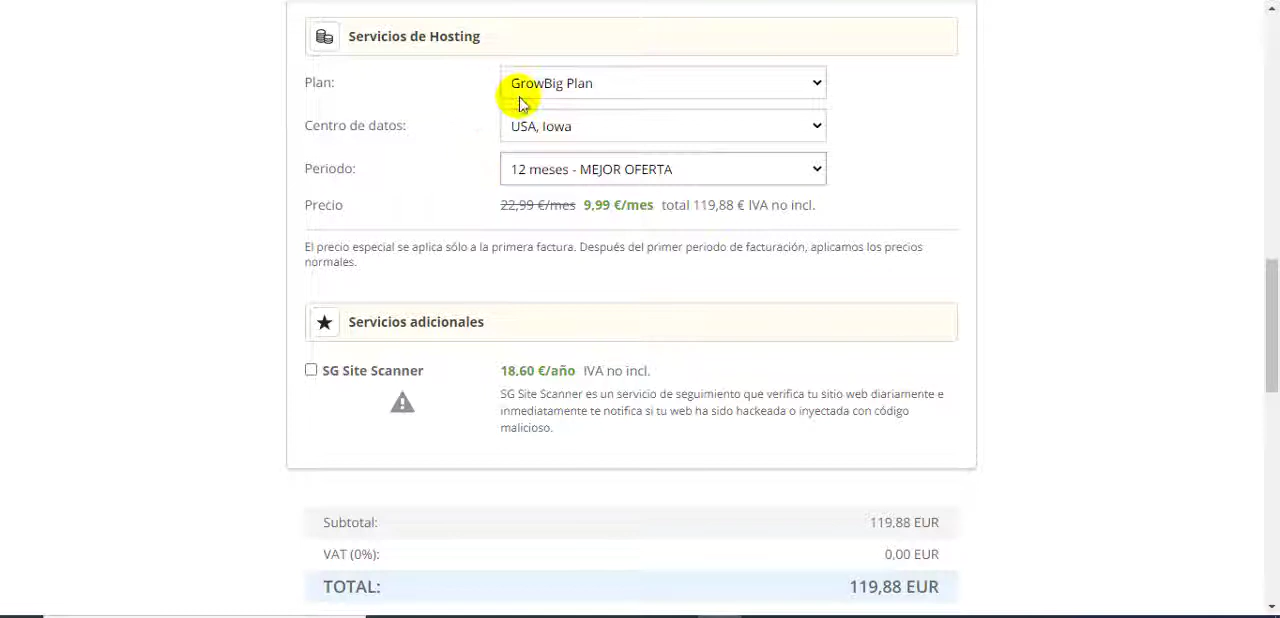 Servicios de Hosting
Plan: GrowBig Plan
Centro de datos: USA, Iowa
Periodo: 12 meses - MEJOR OFERTA
Precio 22,99 €/mes 9,99 €/mes total 119,88 € IVA no incl.
El precio especial se aplica sólo a la primera factura. Después del primer periodo de facturación, aplicamos los precios
normales.
Servicios adicionales
SG Site Scanner 18.60 €/año IVA no incl.
SG Site Scanner es un servicio de seguimiento que verifica tu sitio web diariamente e
inmediatamente te notifica si tu web ha sido hackeada o inyectada con código
malicioso.
Subtotal: 119,88 EUR
VAT (0%): 0,00 EUR
TOTAL: 119,88 EUR